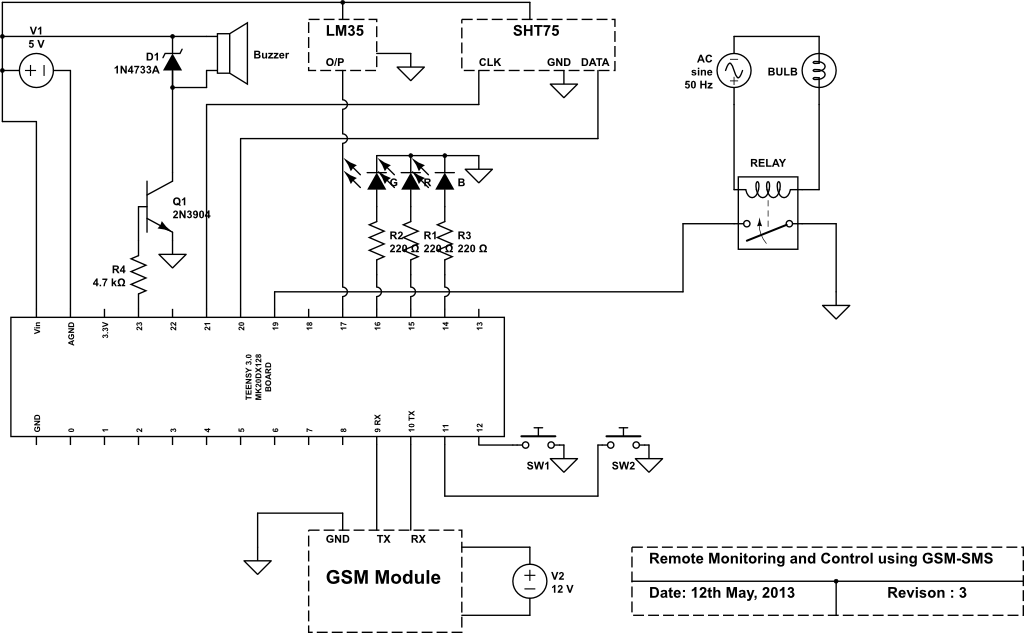 V1
5 V
D1
1N4733A
Buzzer
LM35
O/P
SHT75
CLK
GND
DATA
AC
sine
50 Hz
BULB
RELAY
Q1
2N3904
G
R
B
R2
220 Ω
R1
220 Ω
R3
220 Ω
R4
4.7 kΩ
Vin
AGND
3.3V
23
22
21
20
19
18
17
16
15
14
13
TEENSY 3.0
MK20DX128
BOARD
GND
0
1
2
3
4
5
6
7
8
9 RX
10 TX
11
12
SW1
SW2
GND
TX
RX
GSM Module
V2
12 V
Remote Monitoring and Control using GSM-SMS
Date: 12th May, 2013
Revison : 3